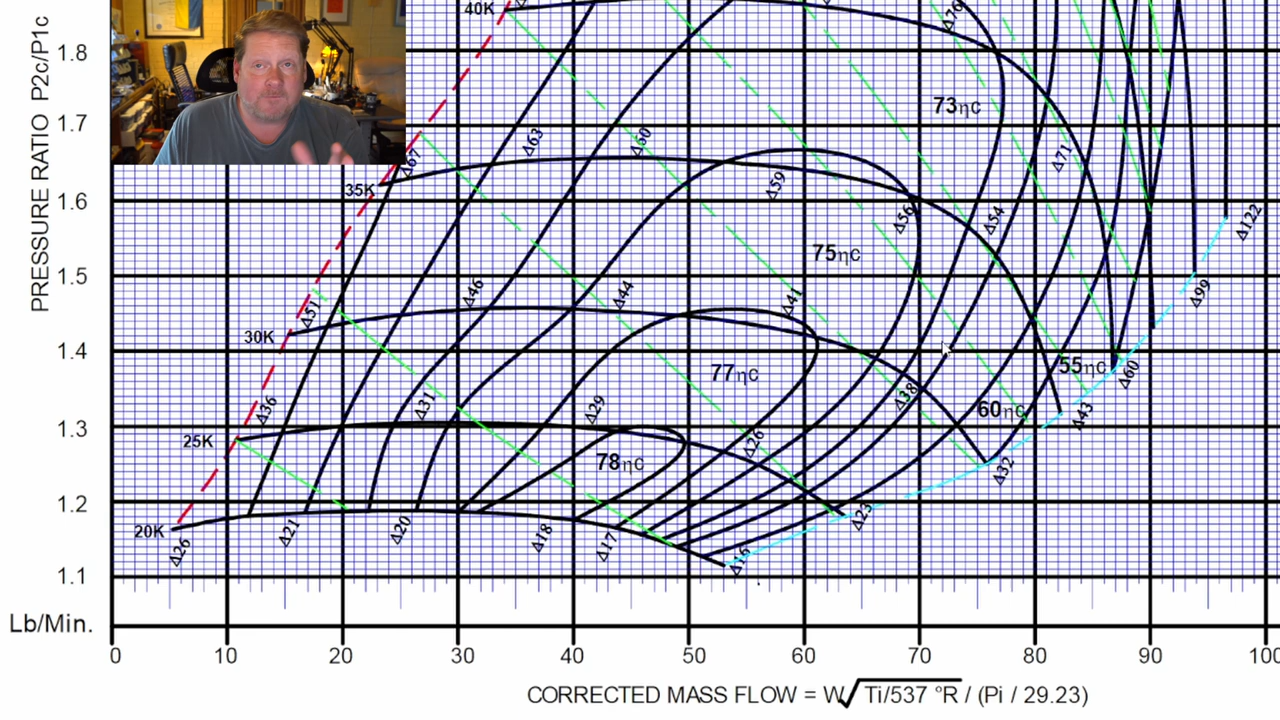 PRESSURE RATIO P2c/P1c
40K
Δ76
1.8
73ηc
1.7
Δ63
Δ60
Δ67
Δ71
35K
Δ59
1.6
Δ56
Δ54
Δ122
75ηc
1.5
Δ46
Δ44
Δ41
Δ99
Δ51
30K
1.4
77ηc
55ηc
Δ60
Δ38
60ηc
Δ43
Δ36
Δ31
Δ29
1.3
25K
Δ26
78ηc
Δ32
1.2
20K
Δ26
Δ21
Δ20
Δ18
Δ17
Δ23
Δ16
1.1
Lb/Min.
0 10 20 30 40 50 60 70 80 90 100
CORRECTED MASS FLOW = W√Ti/537 °R / (Pi / 29.23)